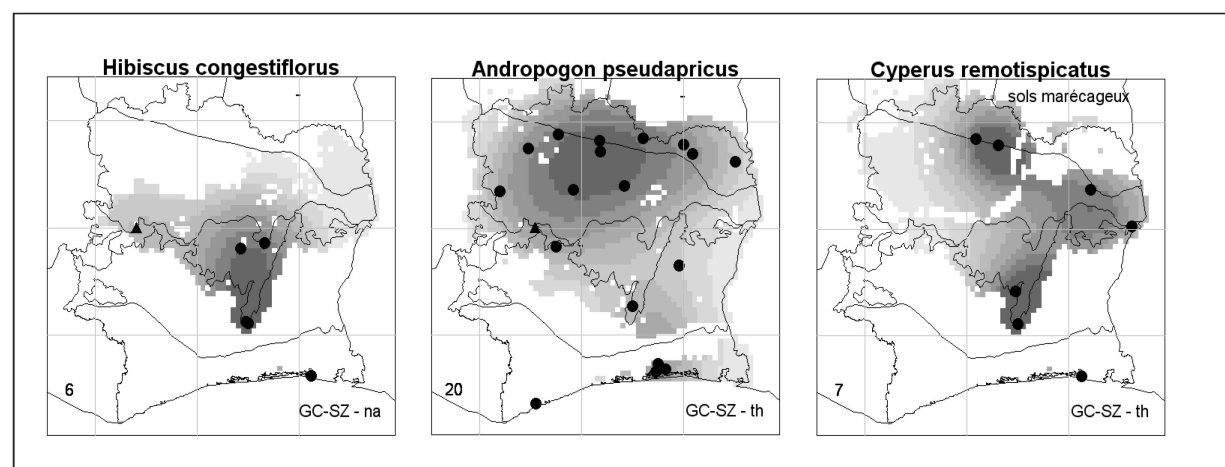 Hibiscus congestiflorus
6
GC-SZ - na
Andropogon pseudapricus
20
GC-SZ - th
Cyperus remotispicatus
sols marécageux
7
GC-SZ - th